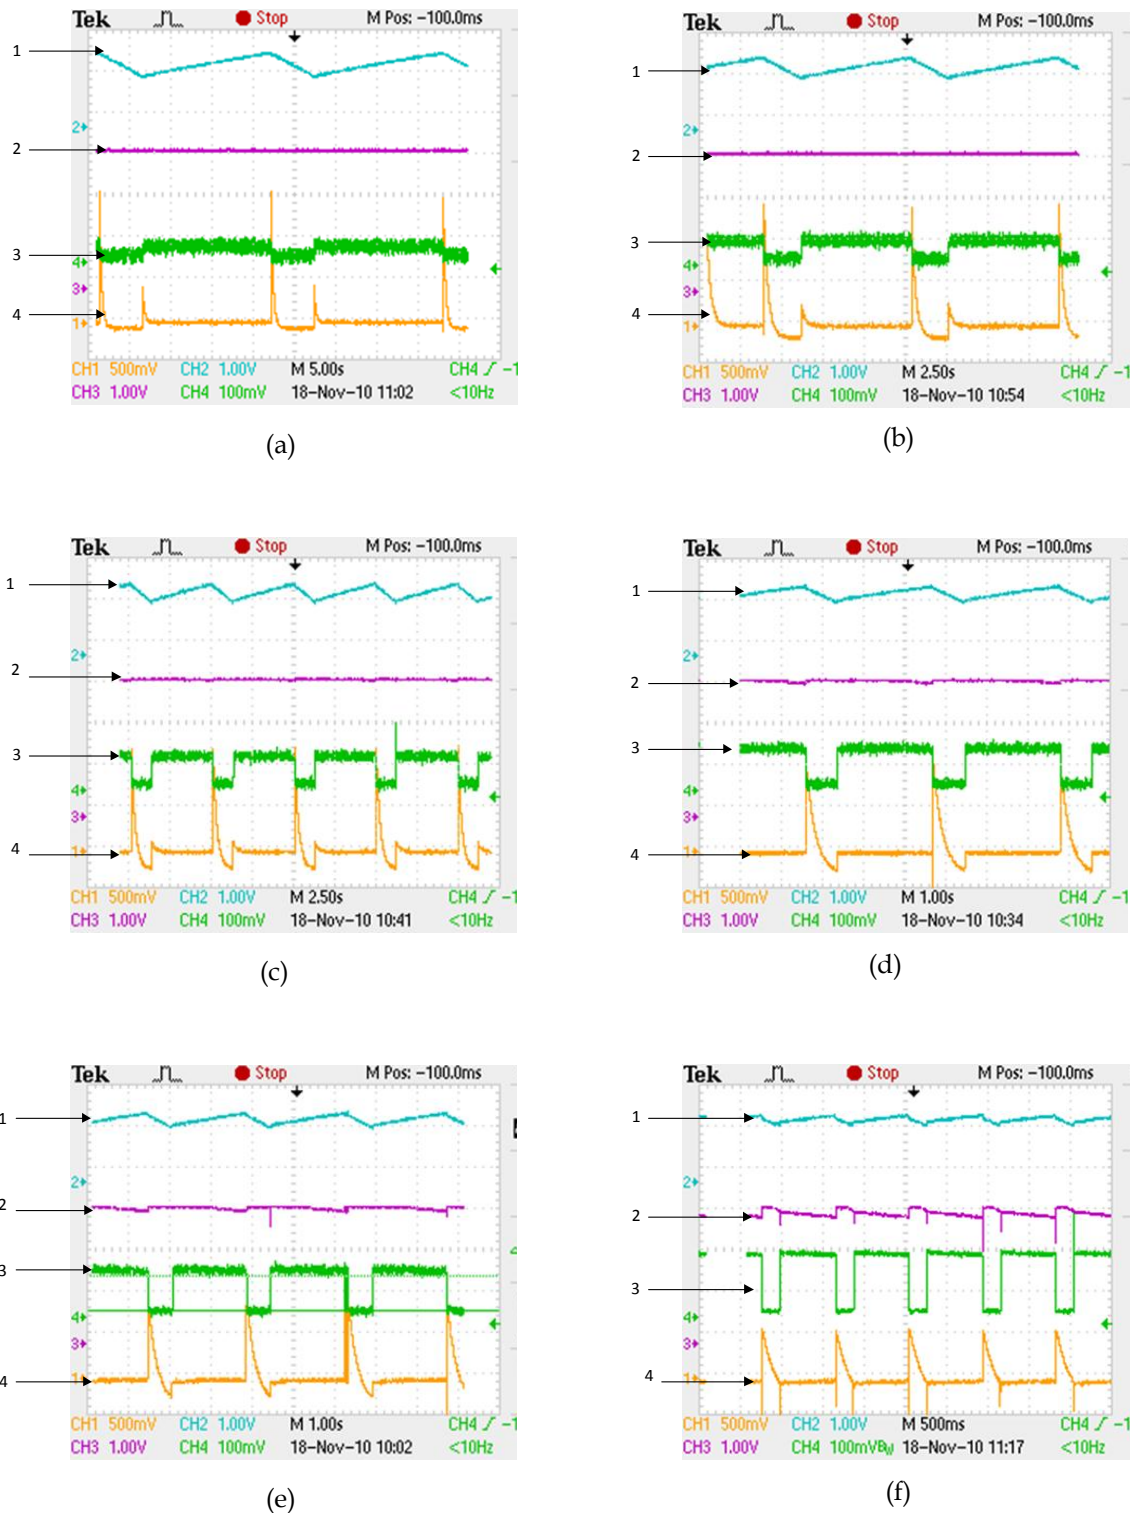 Tek Stop M Pos: -100.0ms
1
2
3
4
2
4
3
1
CH1 500mV CH2 1.00V M 5.00s CH4 -1
CH3 1.00V CH4 100mV 18-Nov-10 11:02 <10Hz
(a)
Tek Stop M Pos: -100.0ms
1
2
3
4
2
4
3
1
CH1 500mV CH2 1.00V M 2.50s CH4 -1
CH3 1.00V CH4 100mV 18-Nov-10 10:54 <10Hz
(b)
Tek Stop M Pos: -100.0ms
1
2
3
4
2
4
3
1
CH1 500mV CH2 1.00V M 2.50s CH4 -1
CH3 1.00V CH4 100mV 18-Nov-10 10:41 <10Hz
(c)
Tek Stop M Pos: -100.0ms
1
2
3
4
2
4
3
1
CH1 500mV CH2 1.00V M 1.00s CH4 -1
CH3 1.00V CH4 100mV 18-Nov-10 10:34 <10Hz
(d)
Tek Stop M Pos: -100.0ms
1
2
3
4
2
4
3
1
CH1 500mV CH2 1.00V M 1.00s CH4 -1
CH3 1.00V CH4 100mV 18-Nov-10 10:02 <10Hz
(e)
Tek Stop M Pos: -100.0ms
1
2
3
4
2
4
3
1
CH1 500mV CH2 1.00V M 500ms CH4 -1
CH3 1.00V CH4 100mVBW 18-Nov-10 11:17 <10Hz
(f)